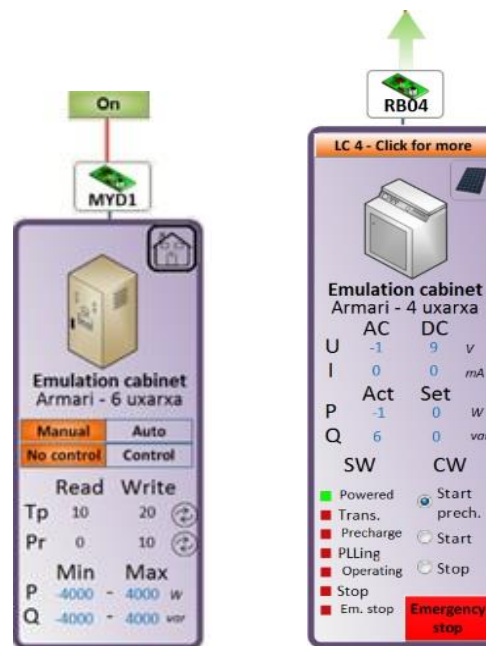 On
MYD1
Emulation cabinet
Armari - 6 uxarxa
Manual Auto
No control Control
Read Write
Tp 10 20
Pr 0 10
Min Max
P -4000 - 4000 W
Q -4000 - 4000 var
RB04
LC 4 - Click for more
Emulation cabinet
Armari - 4 uxarxa
AC DC
U -1 9 V
I 0 0 mA
Act Set
P -1 0 W
Q 6 0 var
SW CW
Powered Start prech.
Trans.
Precharge Start
PLLing
Operating Stop
Stop
Em. stop Emergency stop